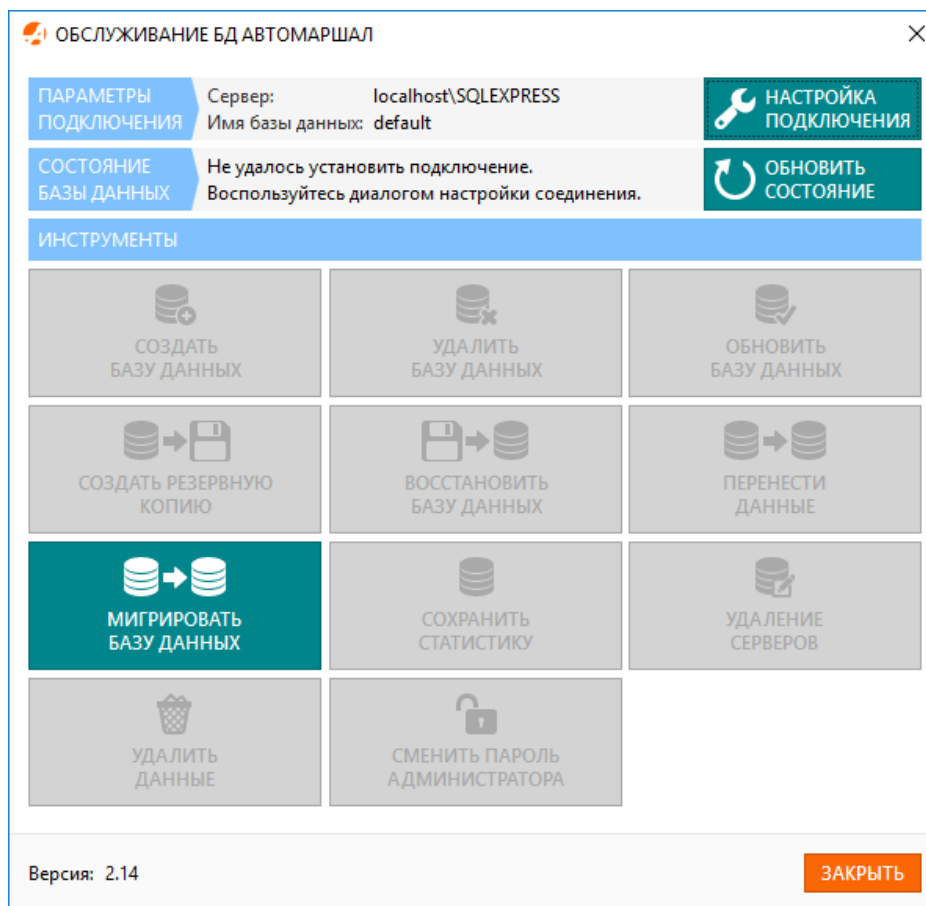 ОБСЛУЖИВАНИЕ БД АВТОМАРШАЛ
ПАРАМЕТРЫ
ПОДКЛЮЧЕНИЯ
Сервер: localhost\SQLEXPRESS
Имя базы данных: default
НАСТРОЙКА
ПОДКЛЮЧЕНИЯ
СОСТОЯНИЕ
БАЗЫ ДАННЫХ
Не удалось установить подключение.
Воспользуйтесь диалогом настройки соединения.
ОБНОВИТЬ
СОСТОЯНИЕ
ИНСТРУМЕНТЫ
СОЗДАТЬ
БАЗУ ДАННЫХ
УДАЛИТЬ
БАЗУ ДАННЫХ
ОБНОВИТЬ
БАЗУ ДАННЫХ
СОЗДАТЬ РЕЗЕРВНУЮ
КОПИЮ
ВОССТАНОВИТЬ
БАЗУ ДАННЫХ
ПЕРЕНЕСТИ
ДАННЫЕ
МИГРИРОВАТЬ
БАЗУ ДАННЫХ
СОХРАНИТЬ
СТАТИСТИКУ
УДАЛЕНИЕ
СЕРВЕРОВ
УДАЛИТЬ
ДАННЫЕ
СМЕНИТЬ ПАРОЛЬ
АДМИНИСТРАТОРА
Версия: 2.14
ЗАКРЫТЬ